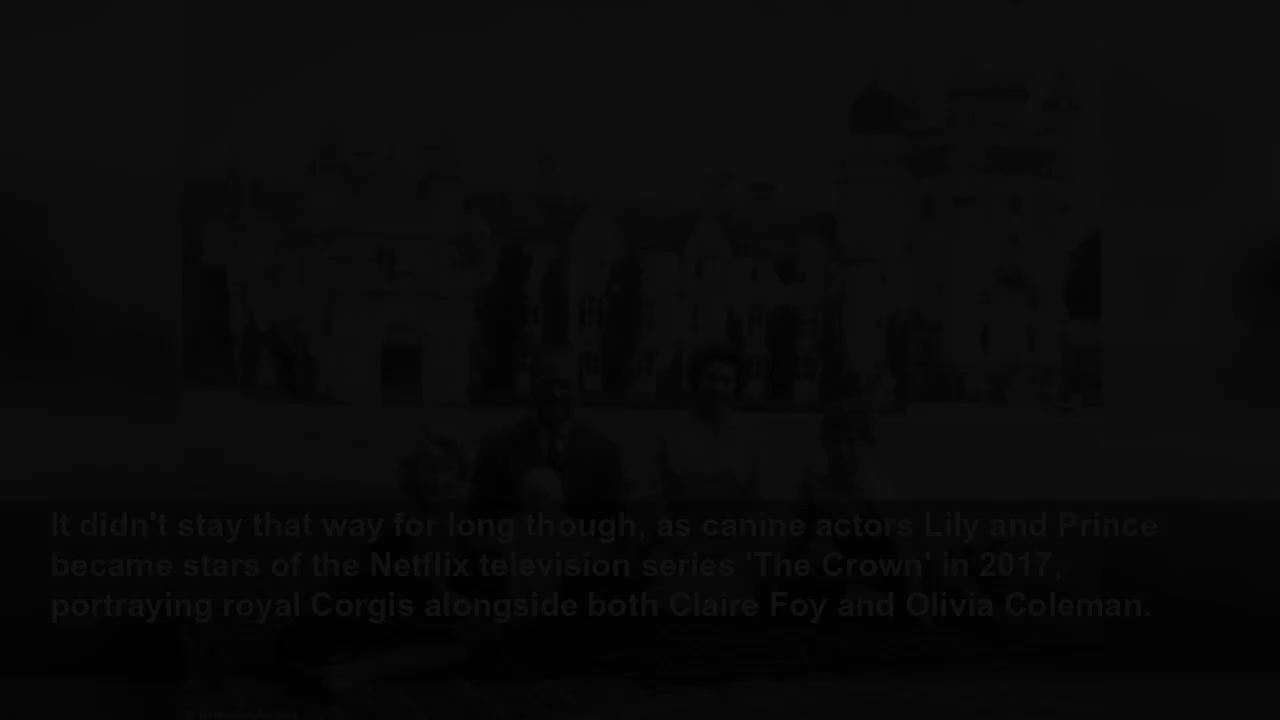 It didn't stay that way for long though, as canine actors Lily and Prince
became stars of the Netflix television series 'The Crown' in 2017,
portraying royal Corgis alongside both Claire Foy and Olivia Coleman.